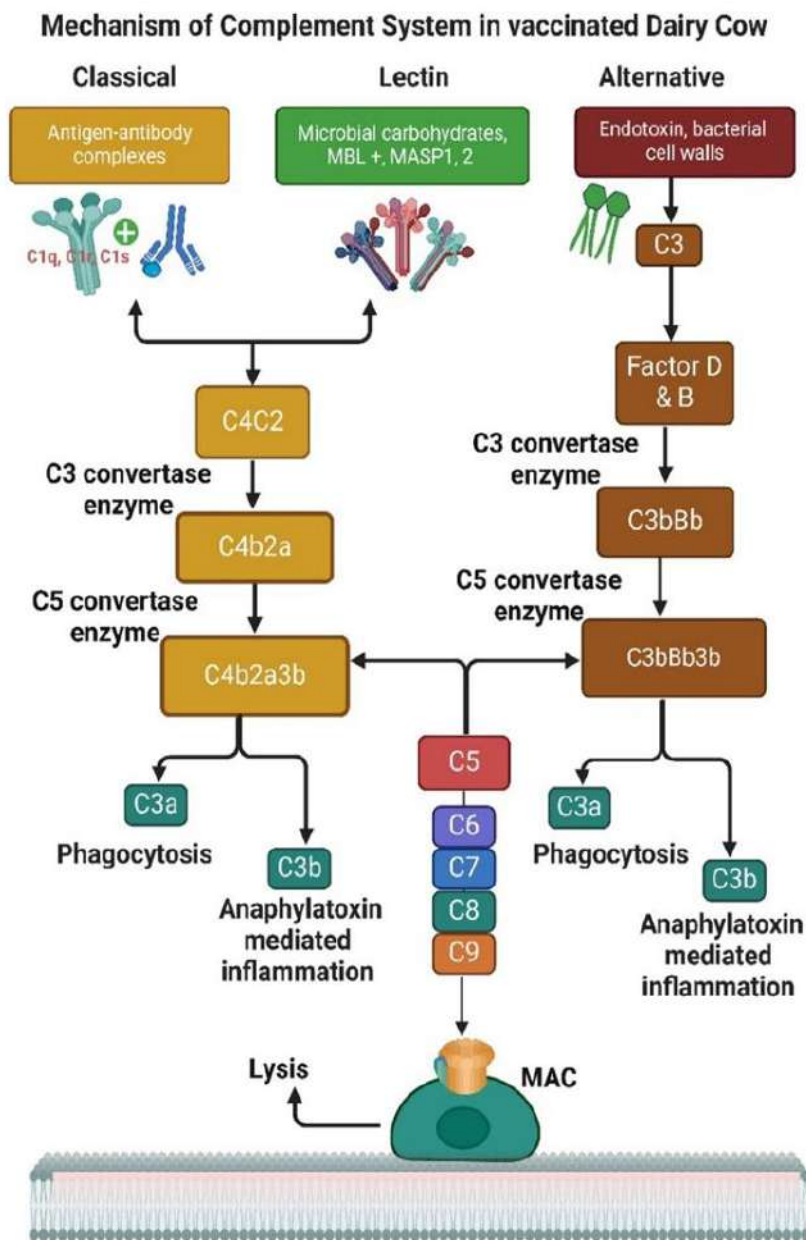 Mechanism of Complement System in vaccinated Dairy Cow
Classical
Lectin
Alternative
Antigen-antibody
complexes
Microbial carbohydrates,
MBL +, MASP1, 2
Endotoxin, bacterial
cell walls
C1q, C1r, C1s
C3
Factor D
& B
C4C2
C3 convertase
enzyme
C3 convertase
enzyme
C4b2a
C3bBb
C5 convertase
enzyme
C5 convertase
enzyme
C4b2a3b
C3bBb3b
C5
C6
C7
C8
C9
C3a
Phagocytosis
C3b
Anaphylatoxin
mediated
inflammation
C3a
Phagocytosis
C3b
Anaphylatoxin
mediated
inflammation
Lysis
MAC